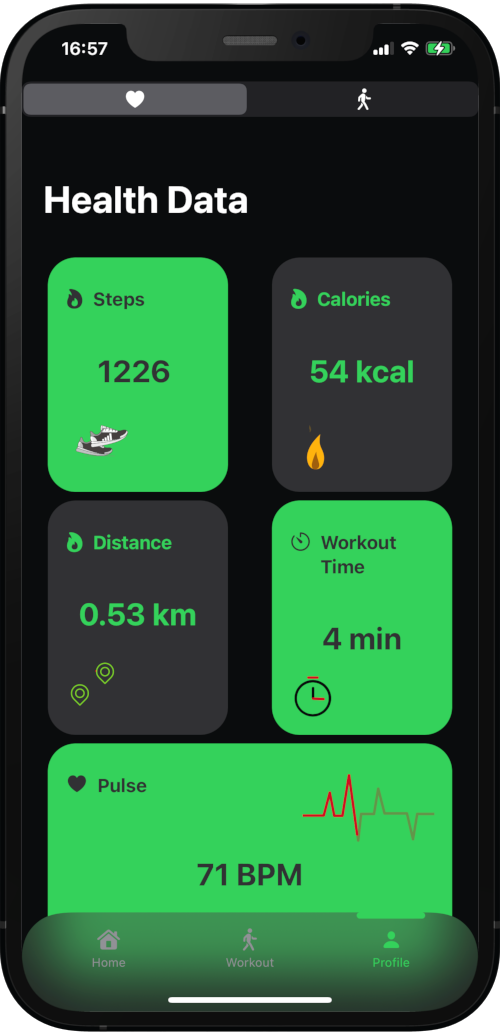 16:57
Health Data
Steps
1226
Calories
54 kcal
Distance
0.53 km
Workout
Time
4 min
Pulse
71 BPM
Home
Workout
Profile